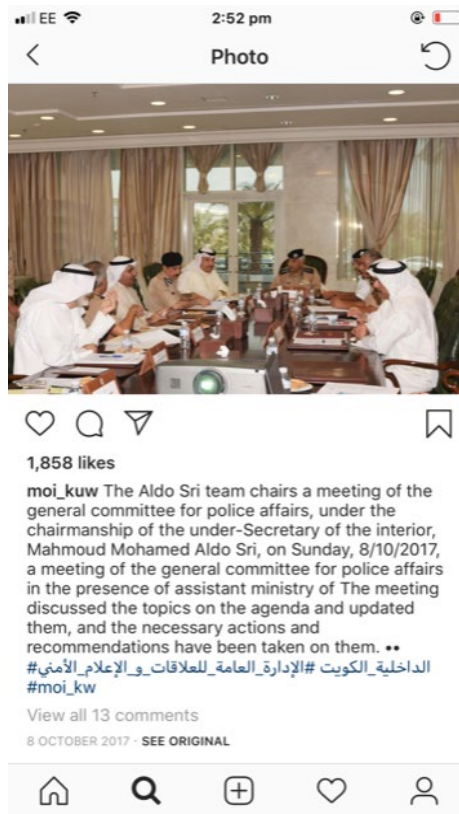 EE
2:52 pm
Photo
1,858 likes
moi_kuw The Aldo Sri team chairs a meeting of the
general committee for police affairs, under the
chairmanship of the under-Secretary of the interior,
Mahmoud Mohamed Aldo Sri, on Sunday, 8/10/2017,
a meeting of the general committee for police affairs
in the presence of assistant ministry of The meeting
discussed the topics on the agenda and updated
them, and the necessary actions and
recommendations have been taken on them. ••
الداخلية_الكويت #الإدارة_العامة_للعلاقات_و_الإعلام_الأمني#
#moi_kw
View all 13 comments
8 OCTOBER 2017 · SEE ORIGINAL